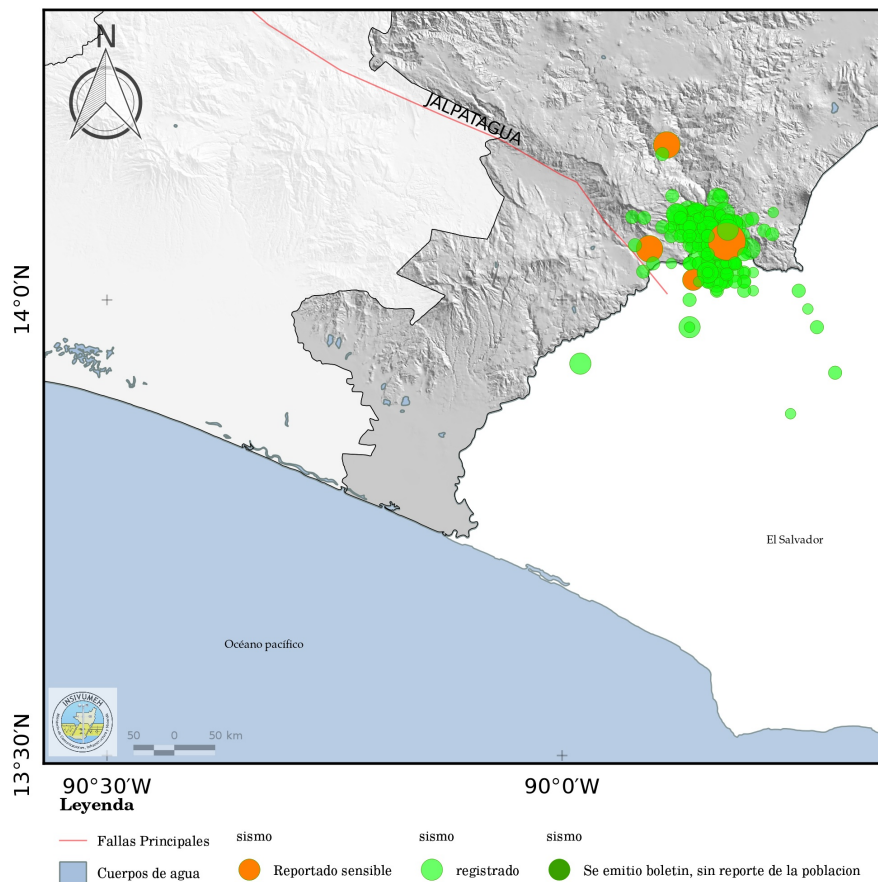 N
JALPATAGUA
14°0′N
El Salvador
Océano pacífico
INSIVUMEH
50 0 50 km
13°30′N
90°30′W 90°0′W
Leyenda
Fallas Principales
Cuerpos de agua
sismo
Reportado sensible
sismo
registrado
sismo
Se emitio boletin, sin reporte de la poblacion